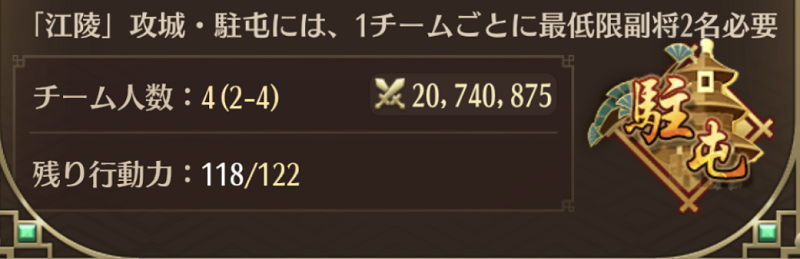 「江陵」攻城・駐屯には、1チームごとに最低限副将2名必要
チーム人数：4(2-4)
20,740,875
残り行動力：118/122
駐屯